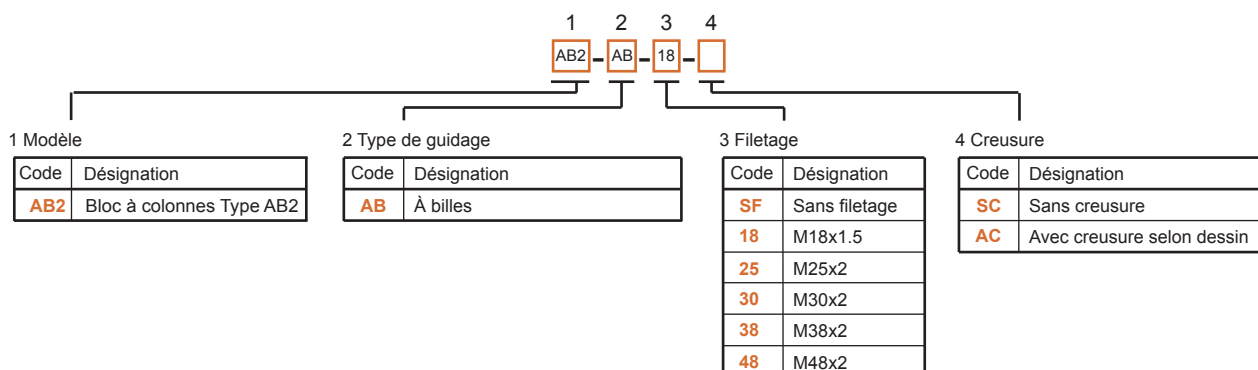 1 2 3 4
AB2 - AB - 18 -
1 Modèle
Code Désignation
AB2 Bloc à colonnes Type AB2
2 Type de guidage
Code Désignation
AB À billes
3 Filetage
Code Désignation
SF Sans filetage
18 M18x1.5
25 M25x2
30 M30x2
38 M38x2
48 M48x2
4 Creusure
Code Désignation
SC Sans creusure
AC Avec creusure selon dessin